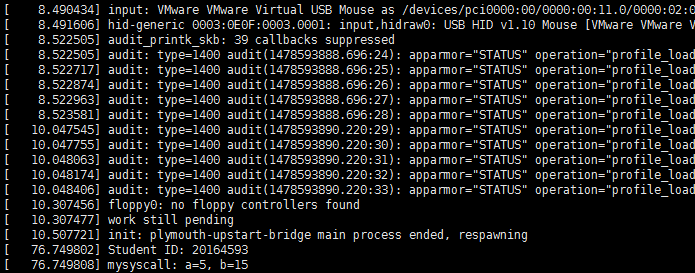 [    8.490434] input: VMware VMware Virtual USB Mouse as /devices/pci0000:00/0000:00:11.0/0000:02:0
[    8.491606] hid-generic 0003:0E0F:0003.0001: input,hidraw0: USB HID v1.10 Mouse [VMware VMware V
[    8.522505] audit_printk_skb: 39 callbacks suppressed
[    8.522505] audit: type=1400 audit(1478593888.696:24): apparmor="STATUS" operation="profile_load
[    8.522717] audit: type=1400 audit(1478593888.696:25): apparmor="STATUS" operation="profile_load
[    8.522874] audit: type=1400 audit(1478593888.696:26): apparmor="STATUS" operation="profile_load
[    8.522963] audit: type=1400 audit(1478593888.696:27): apparmor="STATUS" operation="profile_load
[    8.523581] audit: type=1400 audit(1478593888.696:28): apparmor="STATUS" operation="profile_load
[   10.047545] audit: type=1400 audit(1478593890.220:29): apparmor="STATUS" operation="profile_load
[   10.047755] audit: type=1400 audit(1478593890.220:30): apparmor="STATUS" operation="profile_load
[   10.048063] audit: type=1400 audit(1478593890.220:31): apparmor="STATUS" operation="profile_load
[   10.048174] audit: type=1400 audit(1478593890.220:32): apparmor="STATUS" operation="profile_load
[   10.048406] audit: type=1400 audit(1478593890.220:33): apparmor="STATUS" operation="profile_load
[   10.307456] floppy0: no floppy controllers found
[   10.307477] work still pending
[   10.507721] init: plymouth-upstart-bridge main process ended, respawning
[   76.749802] Student ID: 20164593
[   76.749808] mysyscall: a=5, b=15